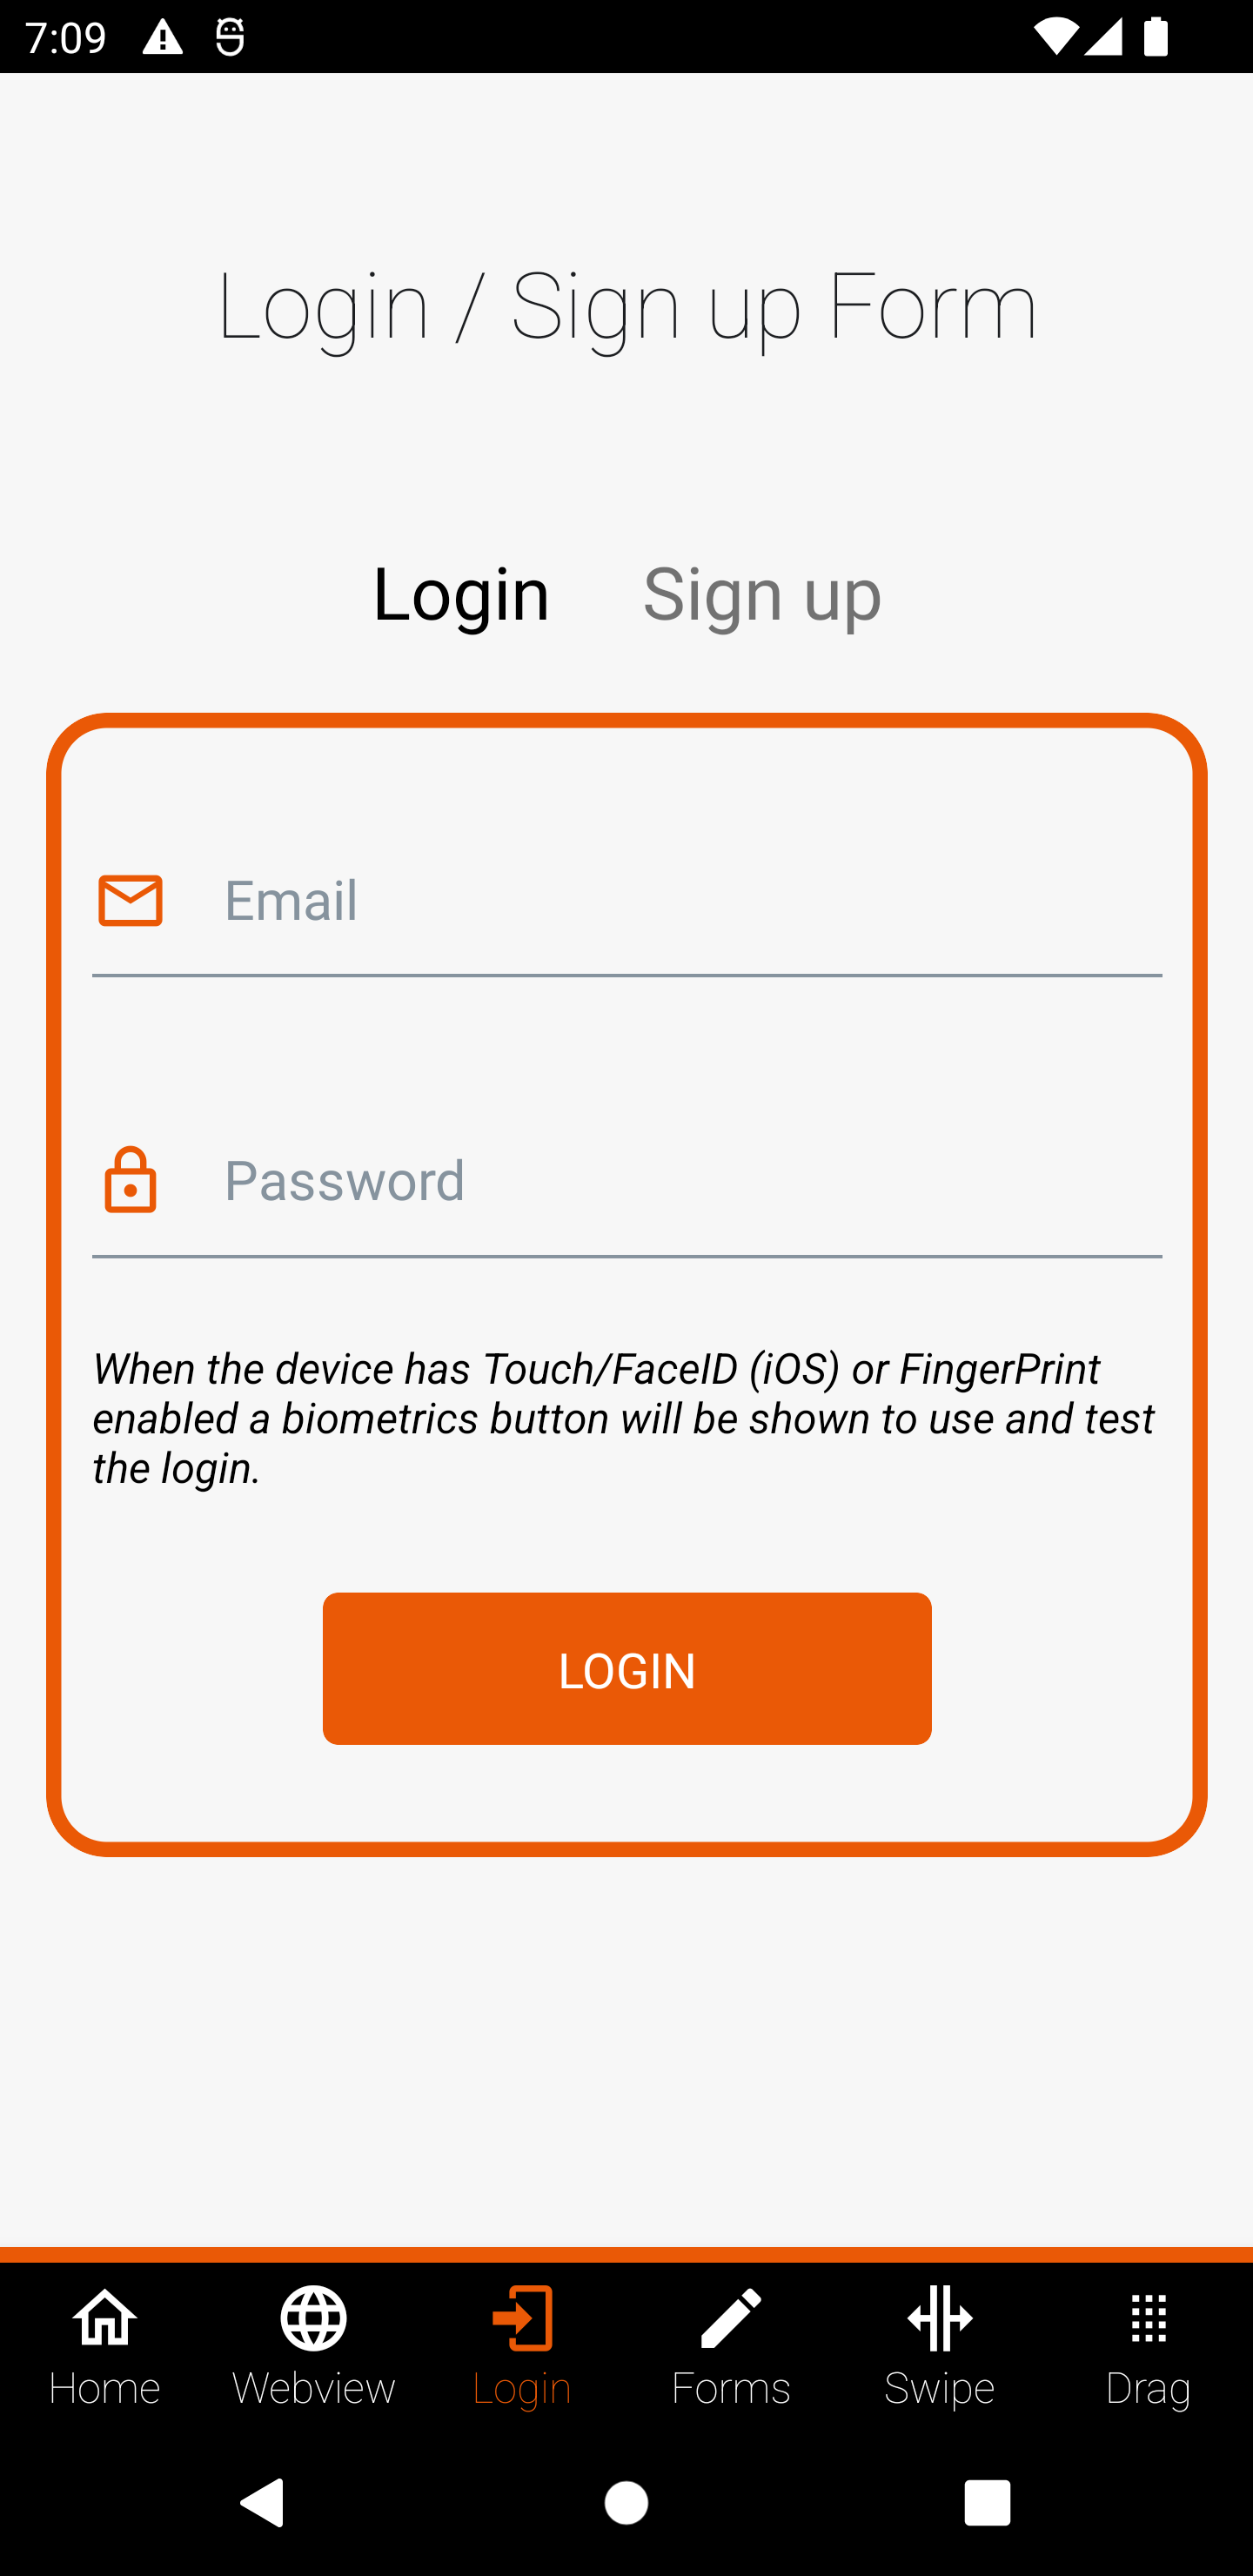 7:09
Login / Sign up Form
Login Sign up
Email
Password
When the device has Touch/FaceID (iOS) or FingerPrint
enabled a biometrics button will be shown to use and test
the login.
LOGIN
Home Webview Login Forms Swipe Drag